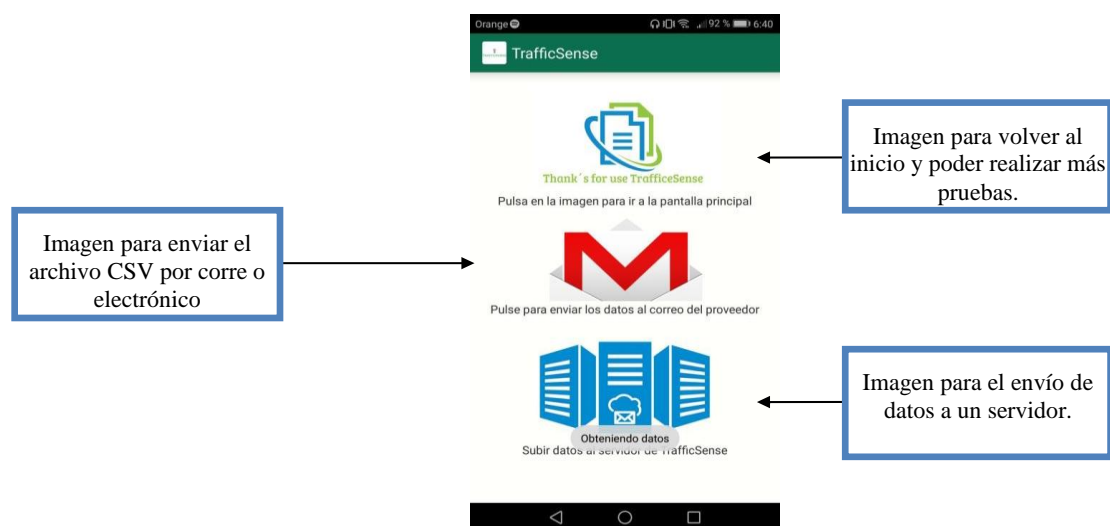 Orange
92 %
6:40
TrafficSense
Thank´s for use TrafficeSense
Pulsa en la imagen para ir a la pantalla principal
Pulse para enviar los datos al correo del proveedor
Obteniendo datos
Subir datos al servidor de TrafficSense
Imagen para enviar el
archivo CSV por corre o
electrónico
Imagen para volver al
inicio y poder realizar más
pruebas.
Imagen para el envío de
datos a un servidor.